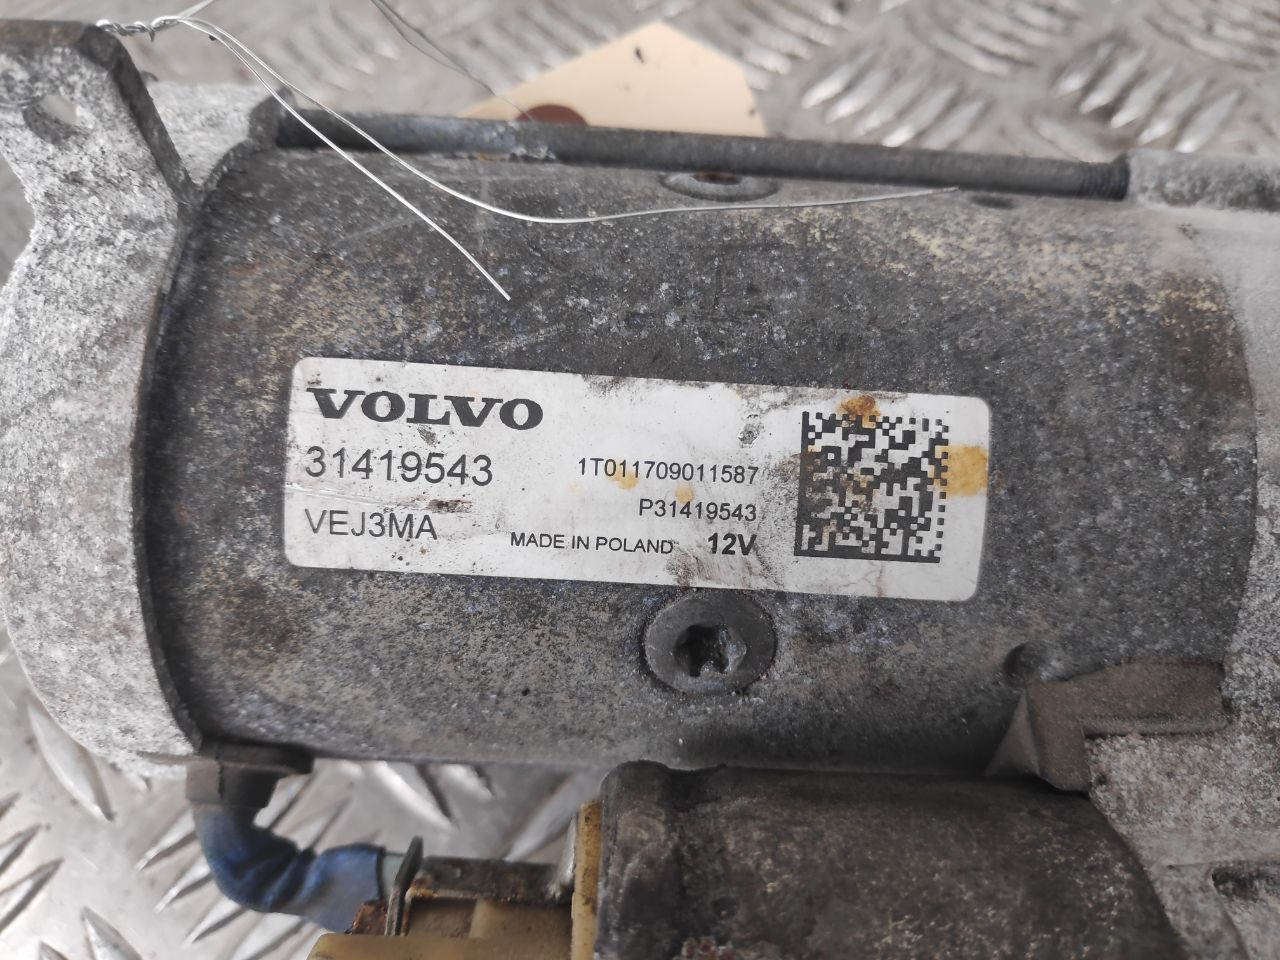 VOLVO
31419543
1T011709011587
P31419543
VEJ3MA
MADE IN POLAND 12V